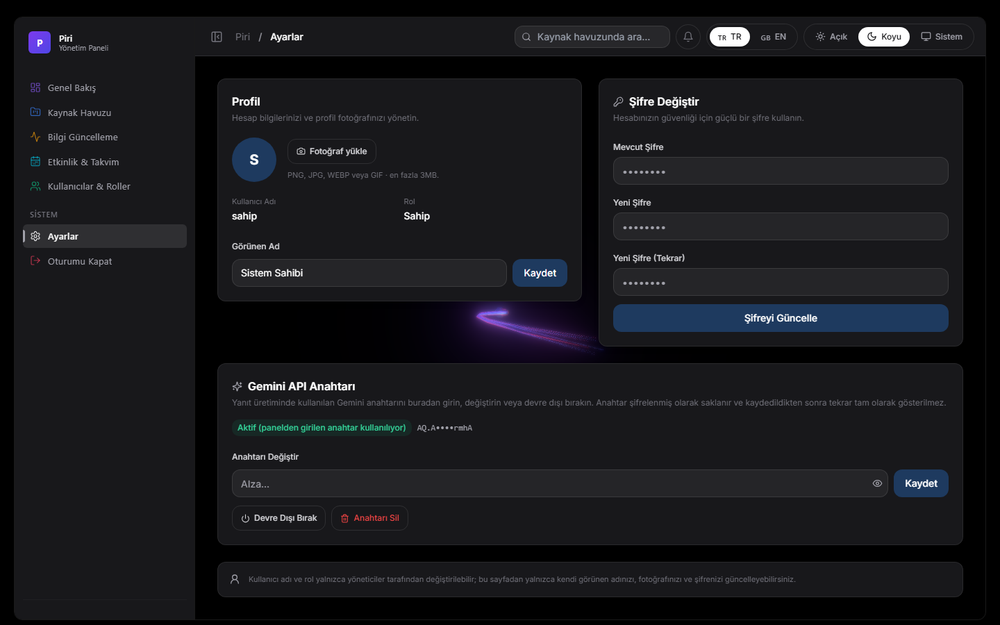 P
Piri
Yönetim Paneli
Genel Bakış
Kaynak Havuzu
Bilgi Güncelleme
Etkinlik & Takvim
Kullanıcılar & Roller
SİSTEM
Ayarlar
Oturumu Kapat
Piri / Ayarlar
Kaynak havuzunda ara...
TR TR
GB EN
Açık
Koyu
Sistem
Profil
Hesap bilgilerinizi ve profil fotoğrafınızı yönetin.
S
Fotoğraf yükle
PNG, JPG, WEBP veya GIF · en fazla 3MB.
Kullanıcı Adı
sahip
Rol
Sahip
Görünen Ad
Sistem Sahibi
Kaydet
Şifre Değiştir
Hesabınızın güvenliği için güçlü bir şifre kullanın.
Mevcut Şifre
••••••••
Yeni Şifre
••••••••
Yeni Şifre (Tekrar)
••••••••
Şifreyi Güncelle
Gemini API Anahtarı
Yanıt üretiminde kullanılan Gemini anahtarını buradan girin, değiştirin veya devre dışı bırakın. Anahtar şifrelenmiş olarak saklanır ve kaydedildikten sonra tekrar tam olarak gösterilmez.
Aktif (panelden girilen anahtar kullanılıyor) AQ.A••••rmhA
Anahtarı Değiştir
AIza...
Kaydet
Devre Dışı Bırak
Anahtarı Sil
Kullanıcı adı ve rol yalnızca yöneticiler tarafından değiştirilebilir; bu sayfadan yalnızca kendi görünen adınızı, fotoğrafınızı ve şifrenizi güncelleyebilirsiniz.